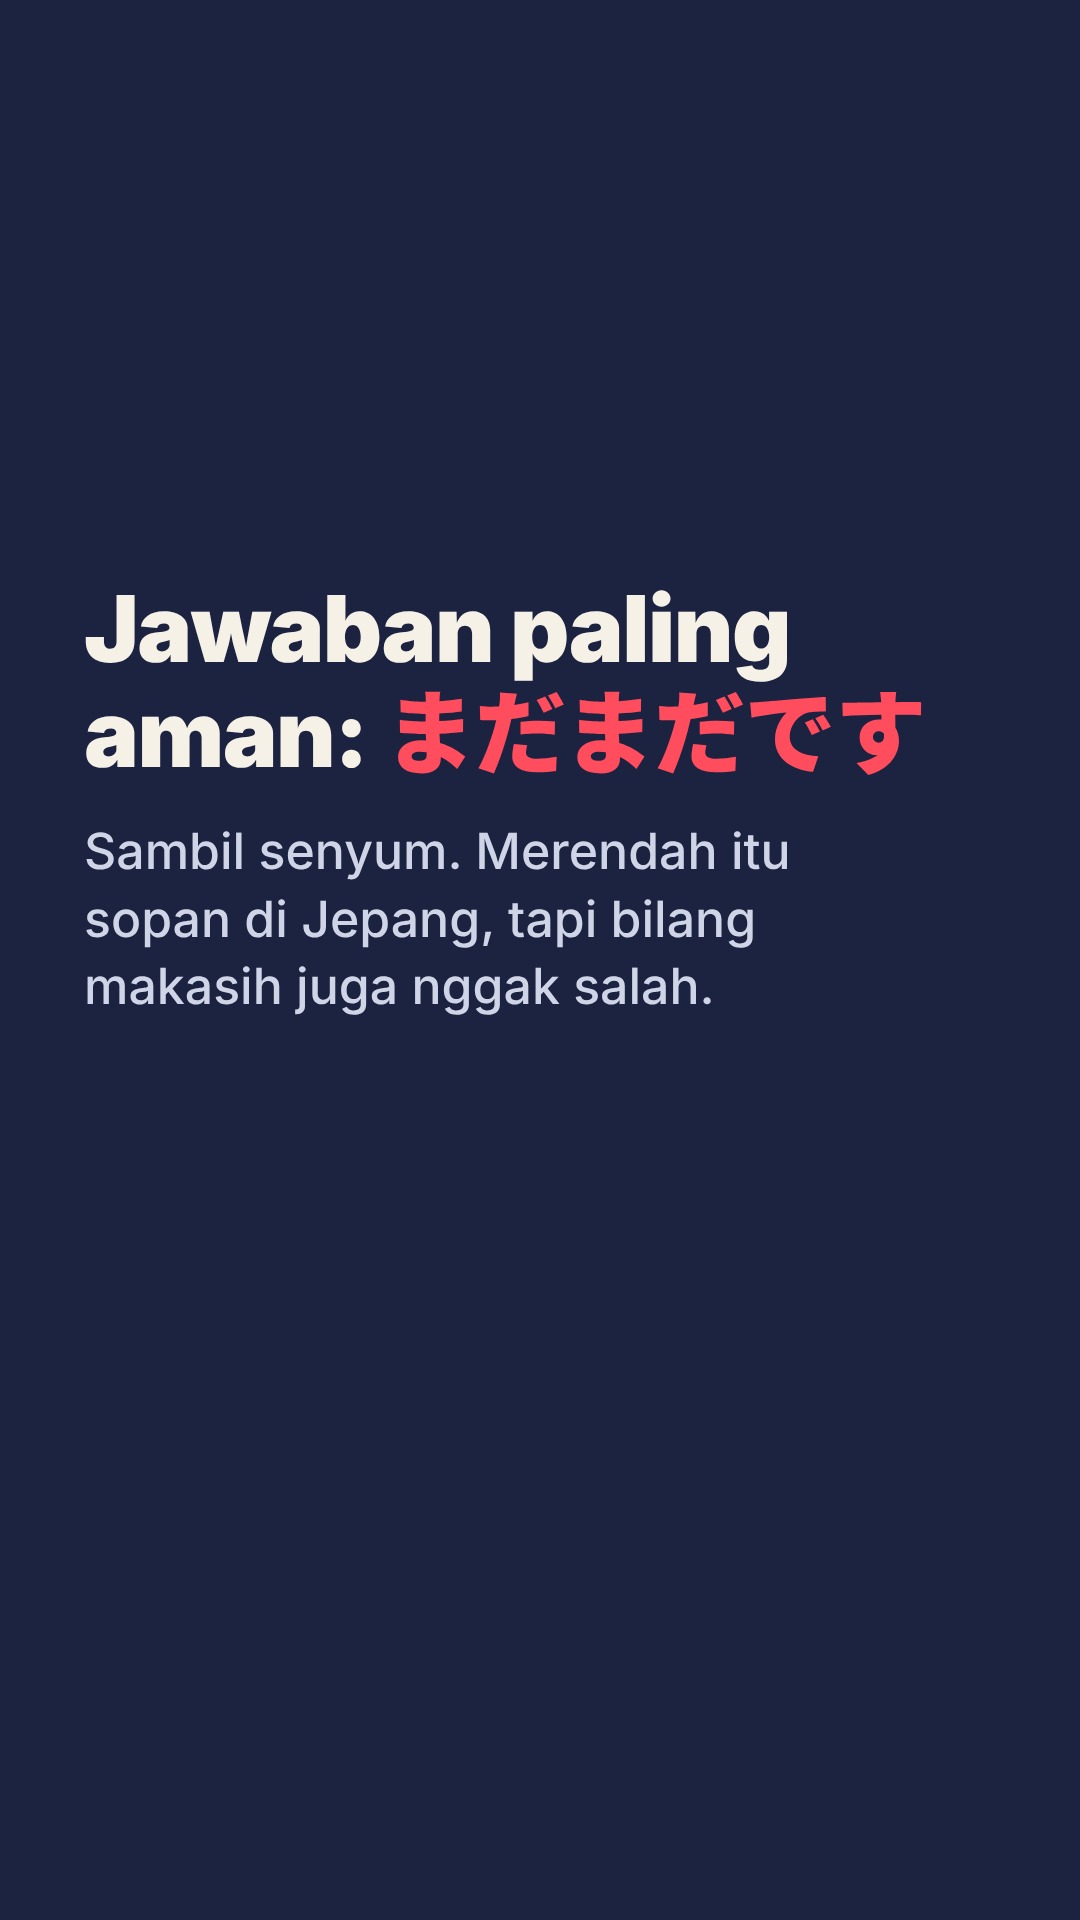 Jawaban paling
aman: まだまだです
Sambil senyum. Merendah itu
sopan di Jepang, tapi bilang
makasih juga nggak salah.